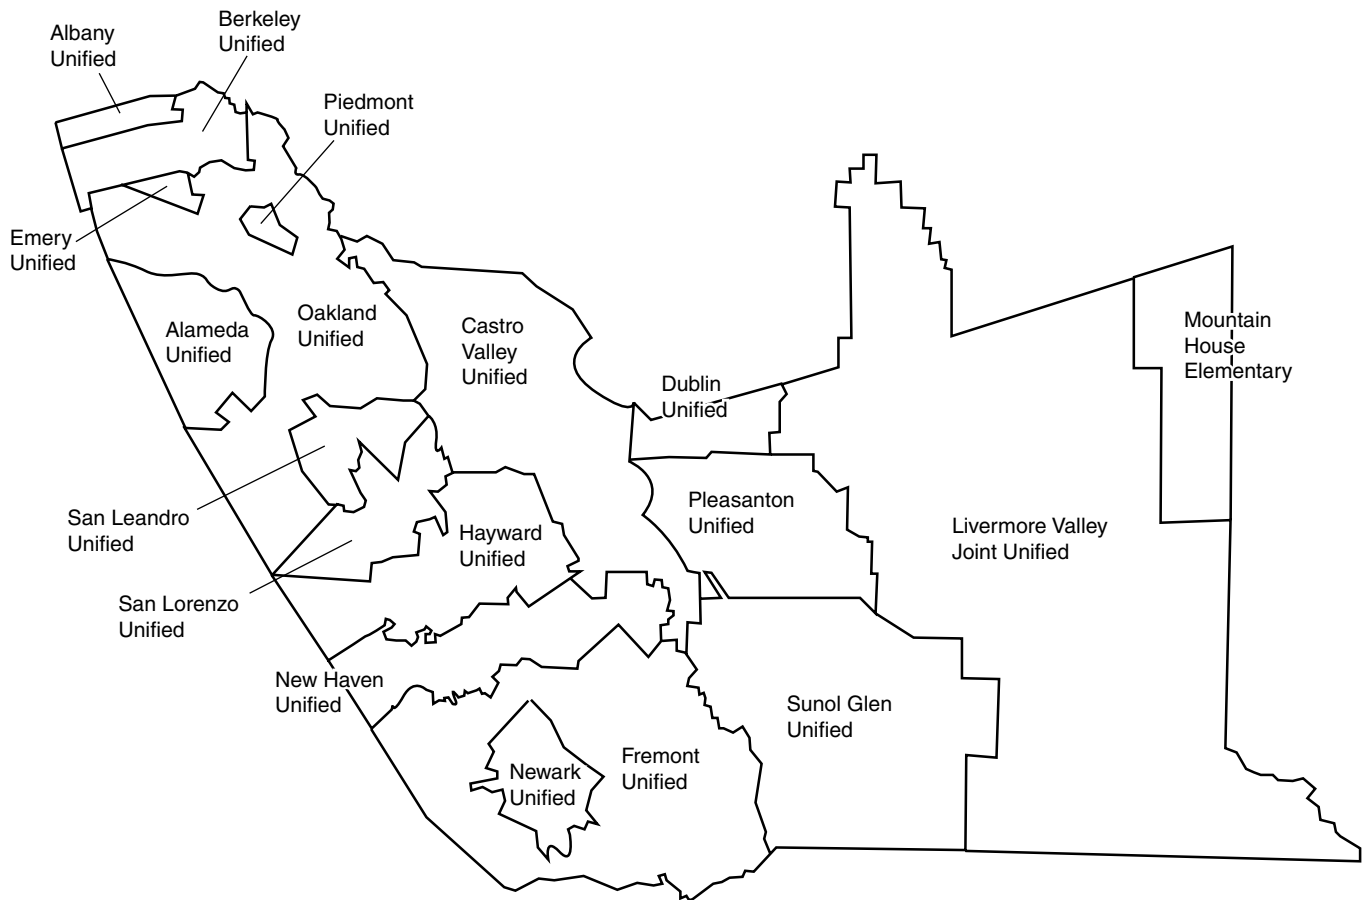 Berkeley
Unified
Albany
Unified
Piedmont
Unified
Emery
Unified
Alameda
Unified
Oakland
Unified
Castro
Valley
Unified
Mountain
House
Elementary
Dublin
Unified
San Leandro
Unified
Hayward
Unified
Pleasanton
Unified
Livermore Valley
Joint Unified
San Lorenzo
Unified
New Haven
Unified
Sunol Glen
Unified
Fremont
Unified
Newark
Unified